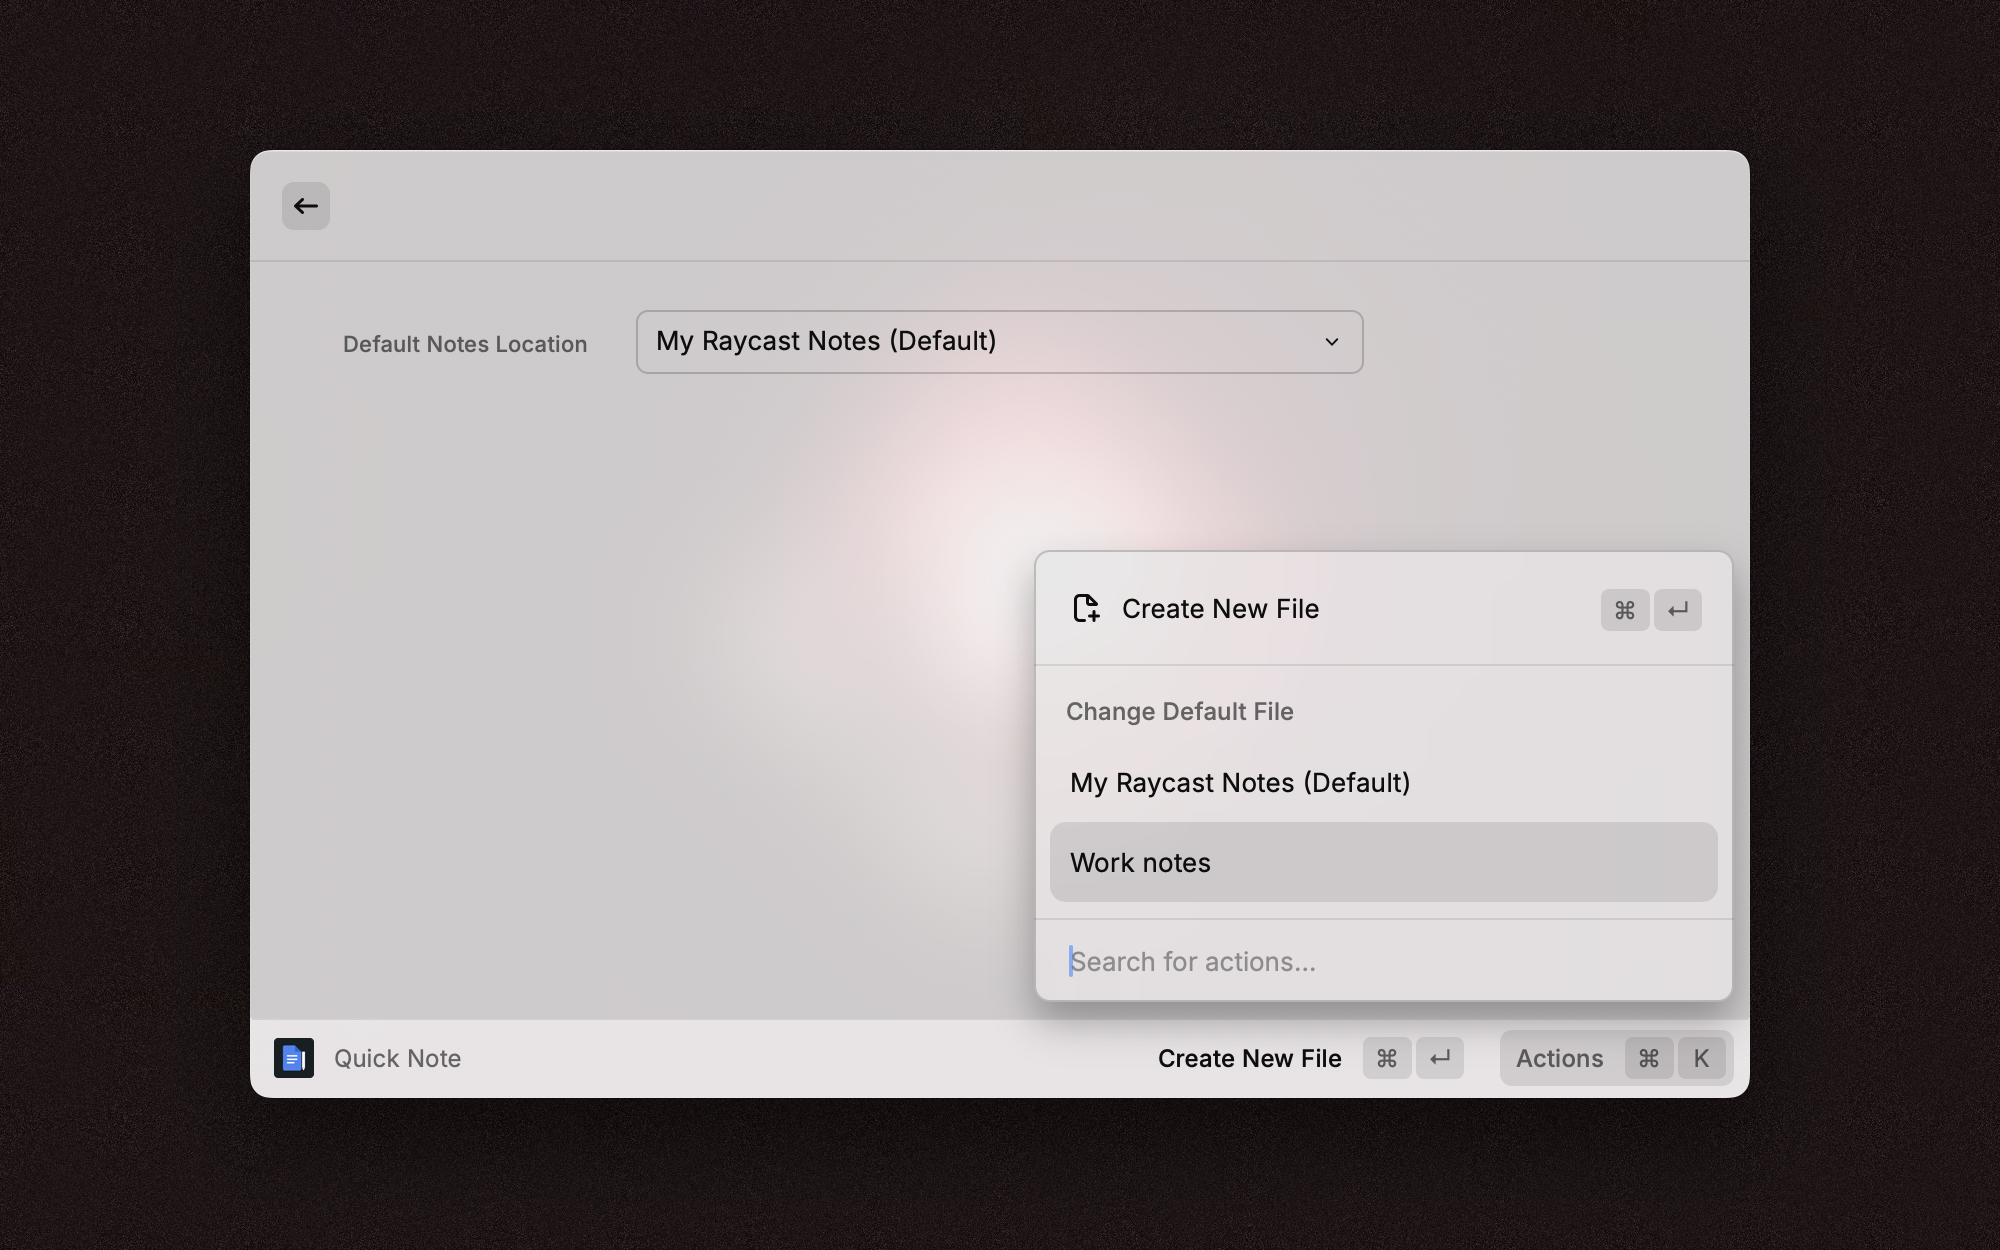 Default Notes Location
My Raycast Notes (Default)
Create New File ⌘ ↵
Change Default File
My Raycast Notes (Default)
Work notes
Search for actions...
Quick Note
Create New File ⌘ ↵
Actions ⌘ K